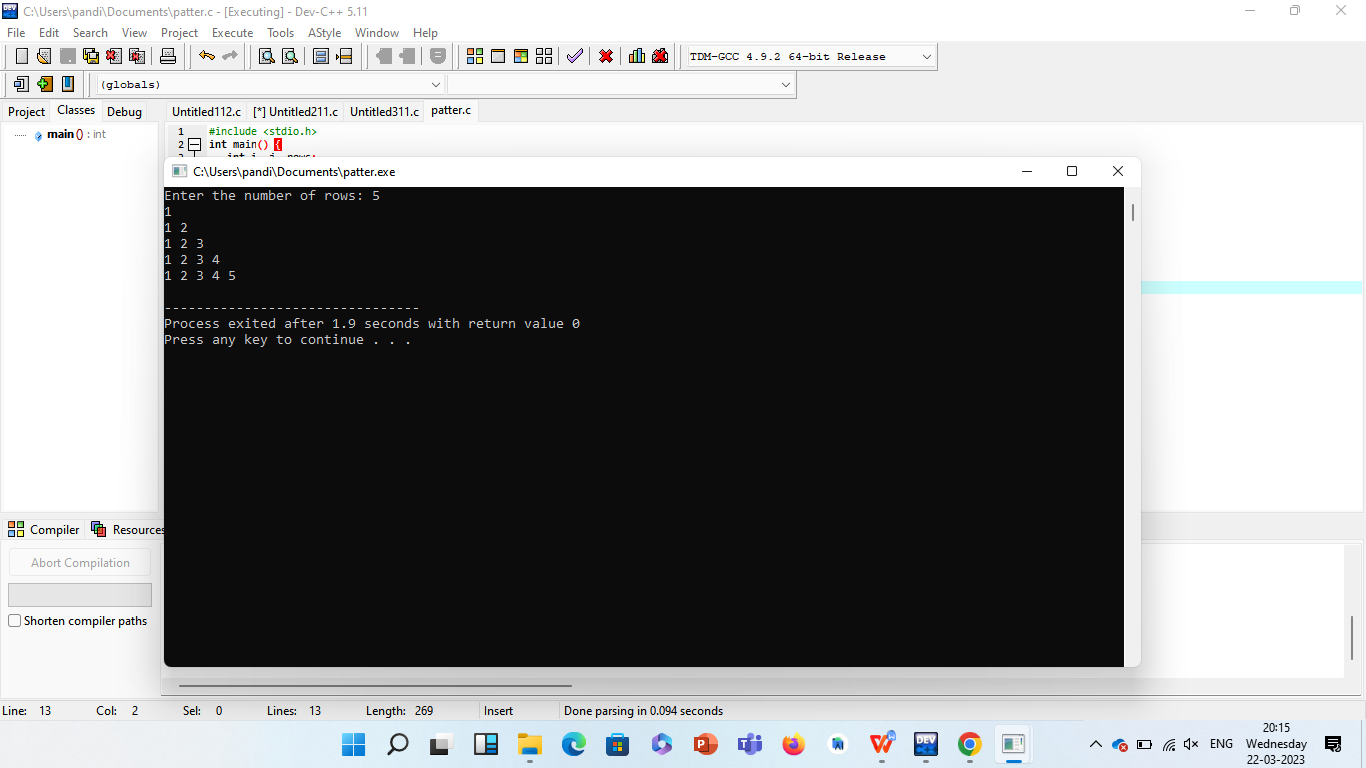 C:\Users\pandi\Documents\patter.c - [Executing] - Dev-C++ 5.11
File Edit Search View Project Execute Tools AStyle Window Help
TDM-GCC 4.9.2 64-bit Release
(globals)
Project Classes Debug
Untitled112.c [*] Untitled211.c Untitled311.c patter.c
main () : int
1 #include <stdio.h>
2 int main() {
C:\Users\pandi\Documents\patter.exe
Enter the number of rows: 5
1
1 2
1 2 3
1 2 3 4
1 2 3 4 5
--------------------------------
Process exited after 1.9 seconds with return value 0
Press any key to continue . . .
Compiler Resources
Abort Compilation
Shorten compiler paths
Line: 13 Col: 2 Sel: 0 Lines: 13 Length: 269 Insert Done parsing in 0.094 seconds
ENG
20:15
Wednesday
22-03-2023